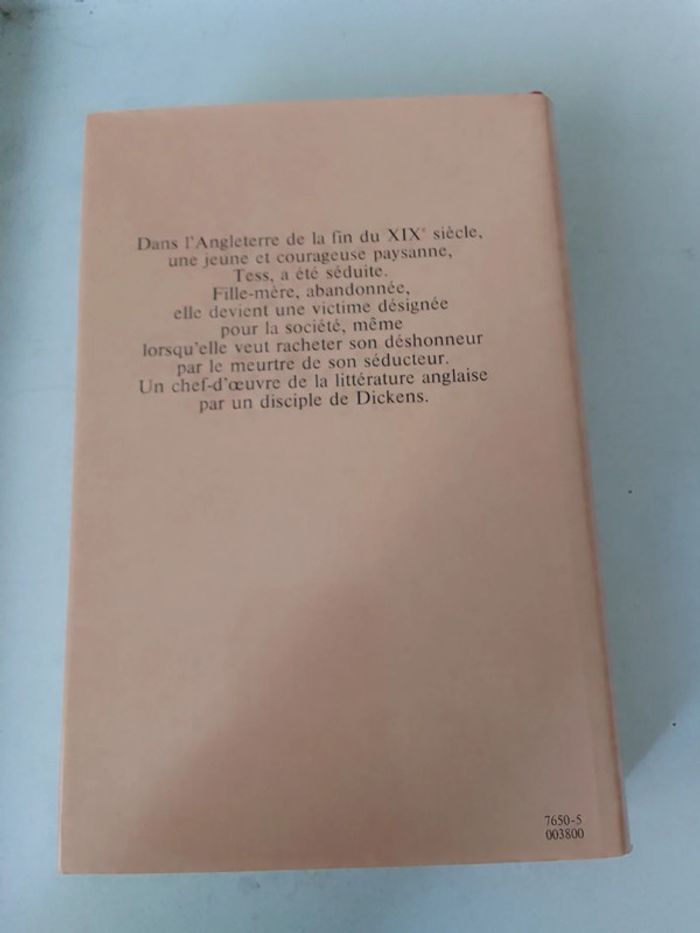 Dans l'Angleterre de la fin du XIXe siècle,
une jeune et courageuse paysanne,
Tess, a été séduite.
Fille-mère, abandonnée,
elle devient une victime désignée
pour la société, même
lorsqu'elle veut racheter son déshonneur
par le meurtre de son séducteur.
Un chef-d'œuvre de la littérature anglaise
par un disciple de Dickens.
7650-5
003800